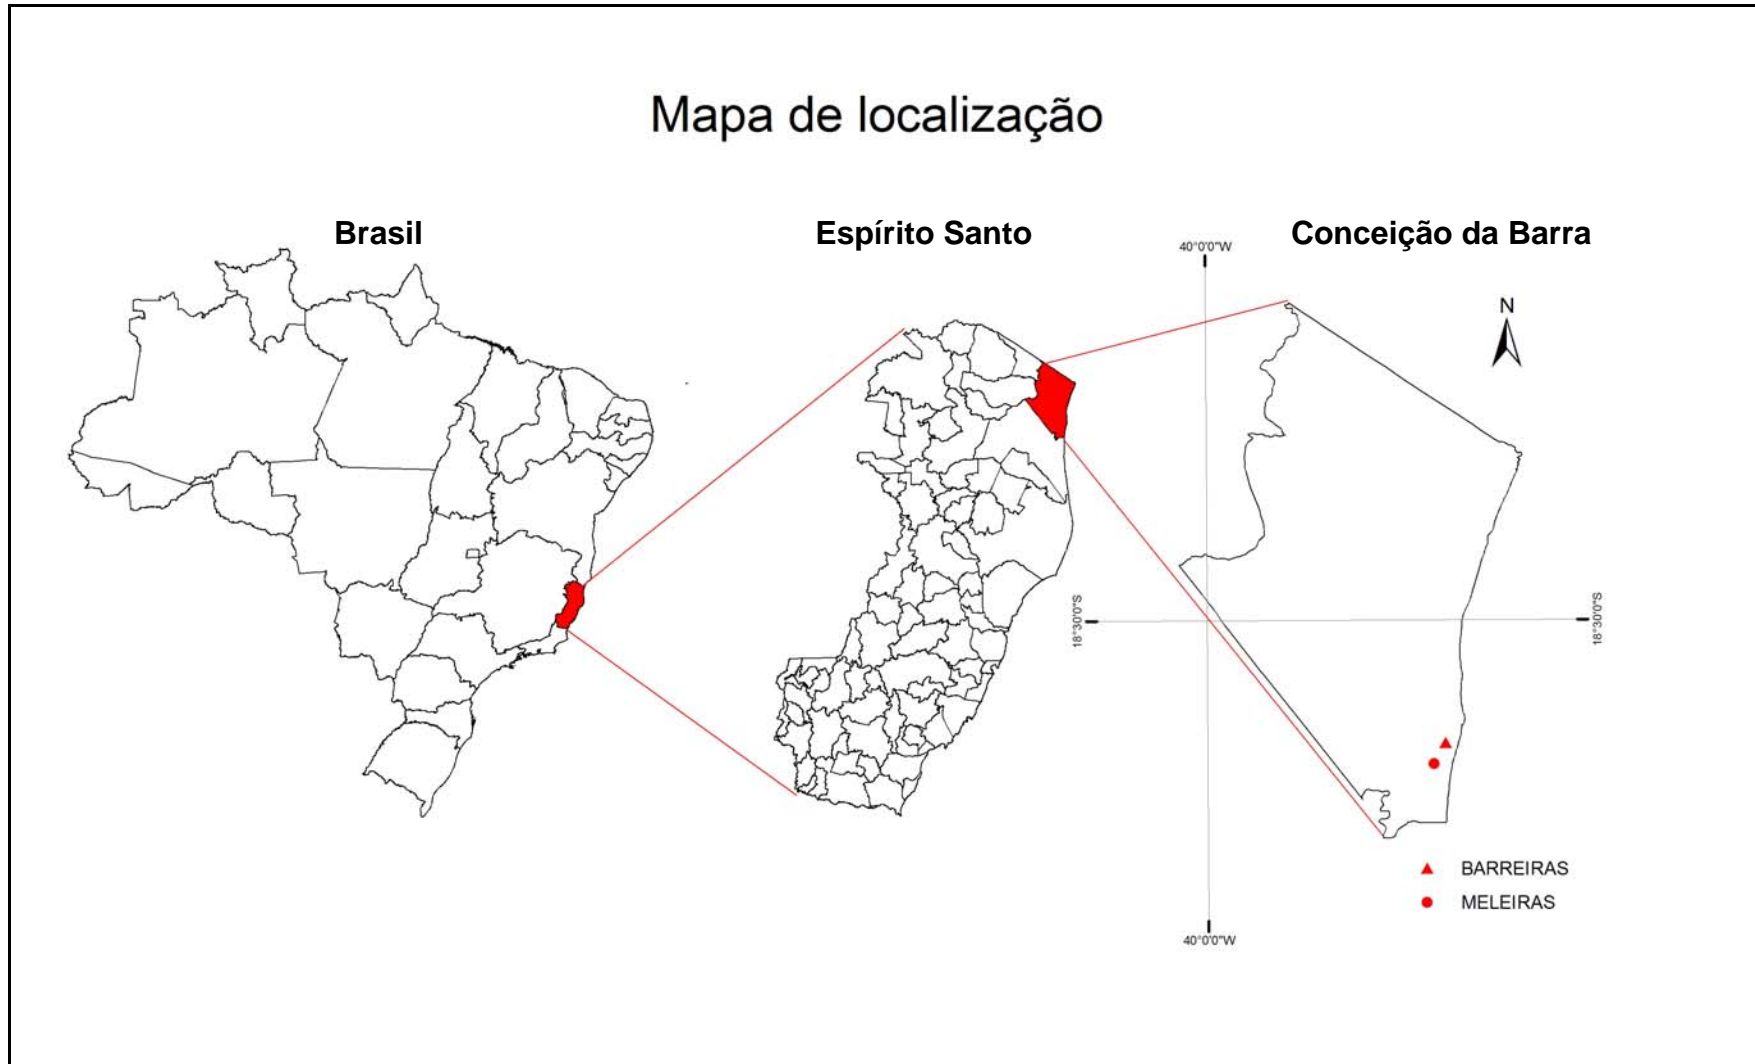 Mapa de localização
Brasil
Espírito Santo
Conceição da Barra
40°0'0"W
N
18°30'0"S
18°30'0"S
BARREIRAS
MELEIRAS
40°0'0"W